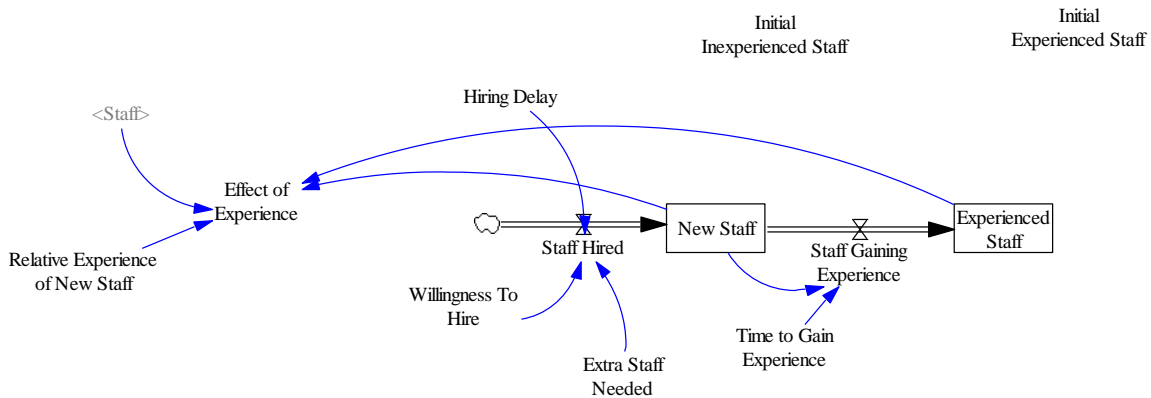 Initial
Inexperienced Staff
Initial
Experienced Staff
Hiring Delay
<Staff>
Effect of
Experience
Relative Experience
of New Staff
Staff Hired
New Staff
Staff Gaining
Experience
Experienced
Staff
Willingness To
Hire
Extra Staff
Needed
Time to Gain
Experience